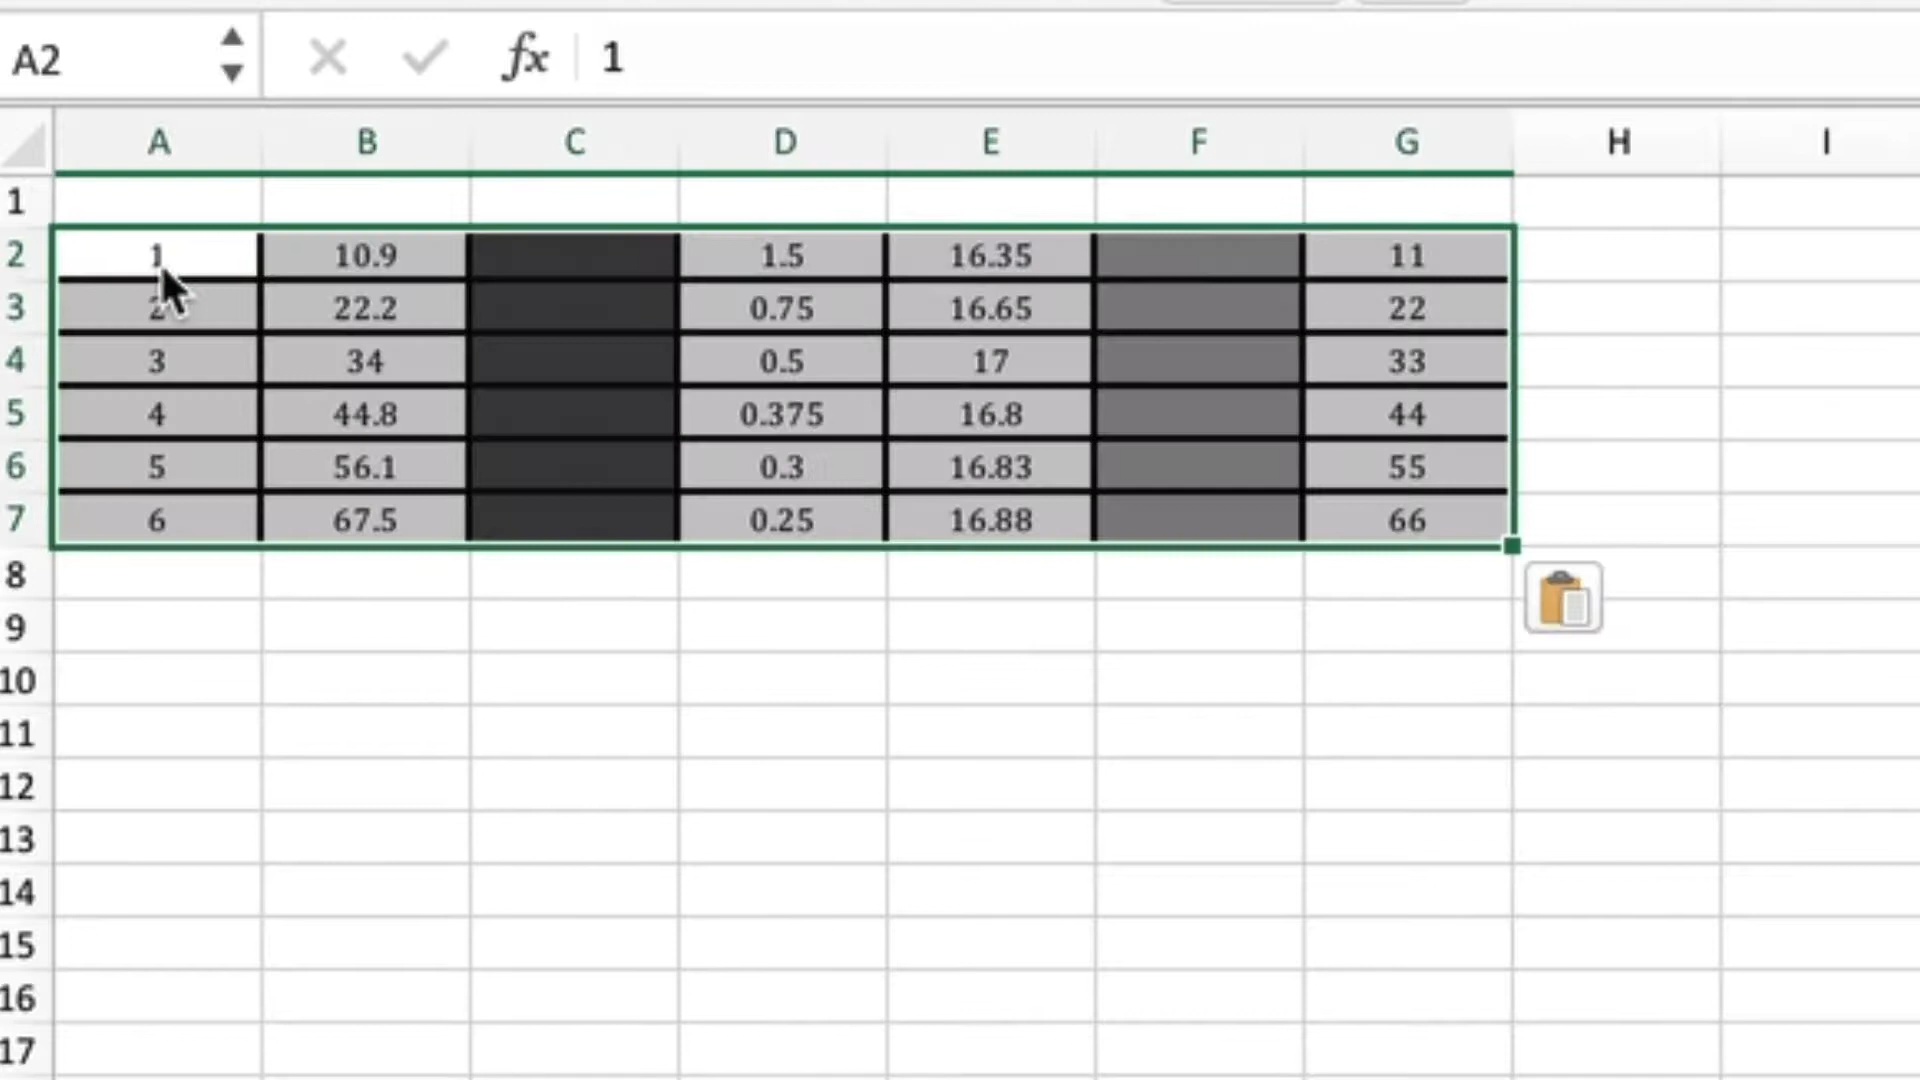 A2 fx 1
A B C D E F G H I
1
2 1 10.9 1.5 16.35 11
3 2 22.2 0.75 16.65 22
4 3 34 0.5 17 33
5 4 44.8 0.375 16.8 44
6 5 56.1 0.3 16.83 55
7 6 67.5 0.25 16.88 66
8
9
10
11
12
13
14
15
16
17